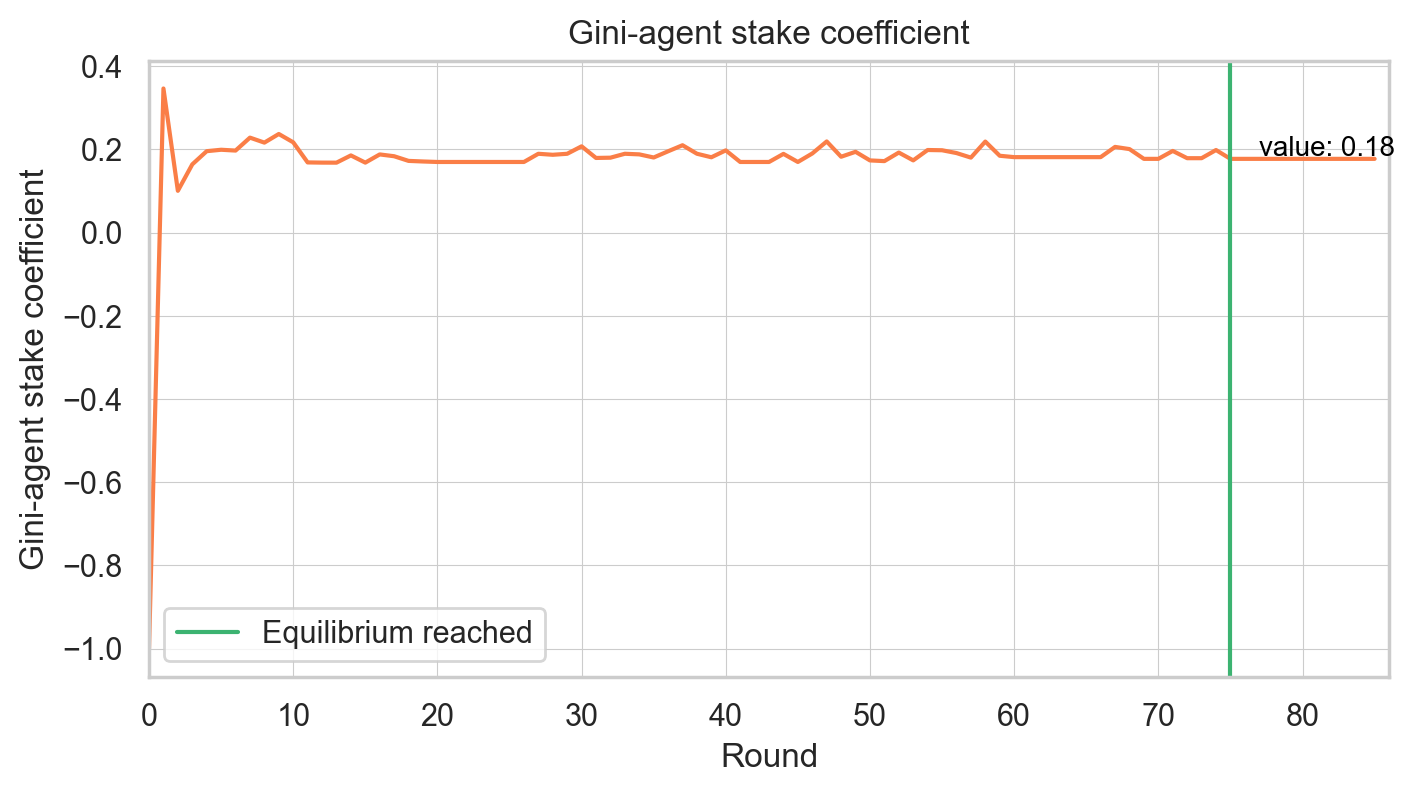 Gini-agent stake coefficient
Gini-agent stake coefficient
0.4
0.2
0.0
−0.2
−0.4
−0.6
−0.8
−1.0
value: 0.18
Equilibrium reached
0 10 20 30 40 50 60 70 80
Round